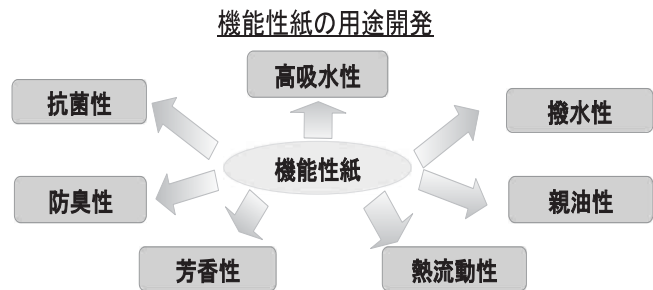 機能性紙の用途開発
高吸水性
抗菌性
撥水性
機能性紙
防臭性
親油性
芳香性
熱流動性